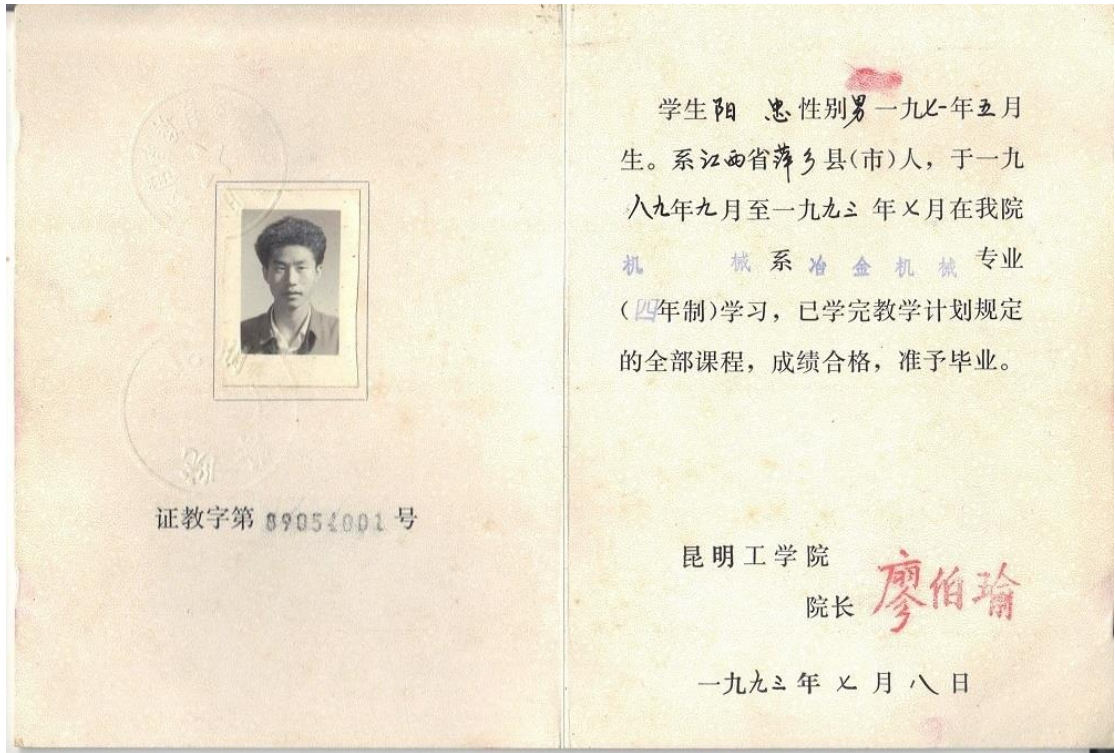 证教字第 89054001 号
学生阳 忠性别男一九七一年五月
生。系江西省萍乡县(市)人，于一九
八九年九月至一九九三年七月在我院
机 械 系 冶金机械 专业
(四年制)学习，已学完教学计划规定
的全部课程，成绩合格，准予毕业。
昆明工学院
院长 廖伯瑜
一九九三年七月八日